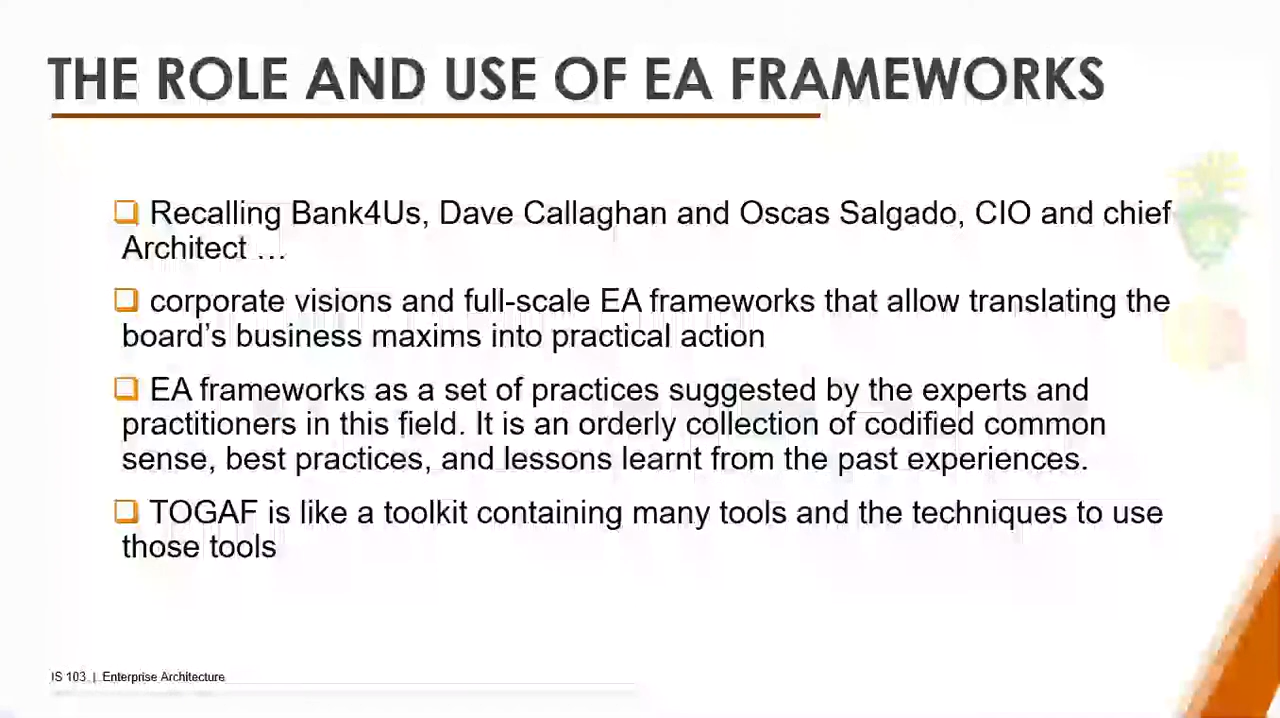 THE ROLE AND USE OF EA FRAMEWORKS
❑ Recalling Bank4Us, Dave Callaghan and Oscas Salgado, CIO and chief
Architect …
❑ corporate visions and full-scale EA frameworks that allow translating the
board’s business maxims into practical action
❑ EA frameworks as a set of practices suggested by the experts and
practitioners in this field. It is an orderly collection of codified common
sense, best practices, and lessons learnt from the past experiences.
❑ TOGAF is like a toolkit containing many tools and the techniques to use
those tools
IS 103 | Enterprise Architecture